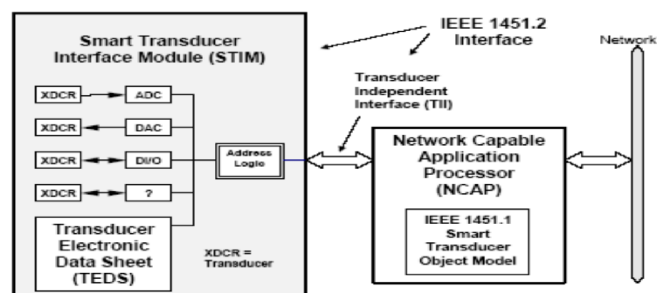 IEEE 1451.2
Interface
Smart Transducer
Interface Module (STIM)
Network
XDCR
ADC
XDCR
DAC
XDCR
DI/O
XDCR
?
Address
Logic
Transducer
Electronic
Data Sheet
(TEDS)
XDCR =
Transducer
Transducer
Independent
Interface (TII)
Network Capable
Application
Processor
(NCAP)
IEEE 1451.1
Smart
Transducer
Object Model